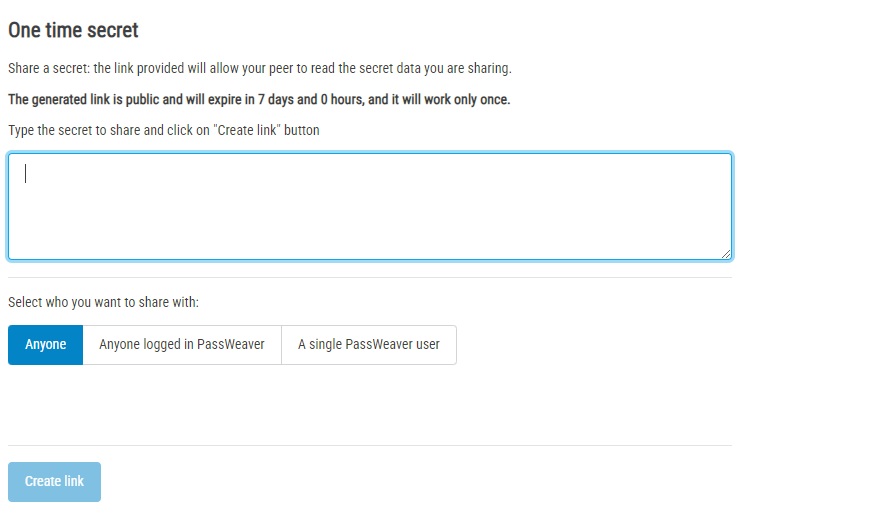 One time secret
Share a secret: the link provided will allow your peer to read the secret data you are sharing.
The generated link is public and will expire in 7 days and 0 hours, and it will work only once.
Type the secret to share and click on "Create link" button
Select who you want to share with:
Anyone
Anyone logged in PassWeaver
A single PassWeaver user
Create link